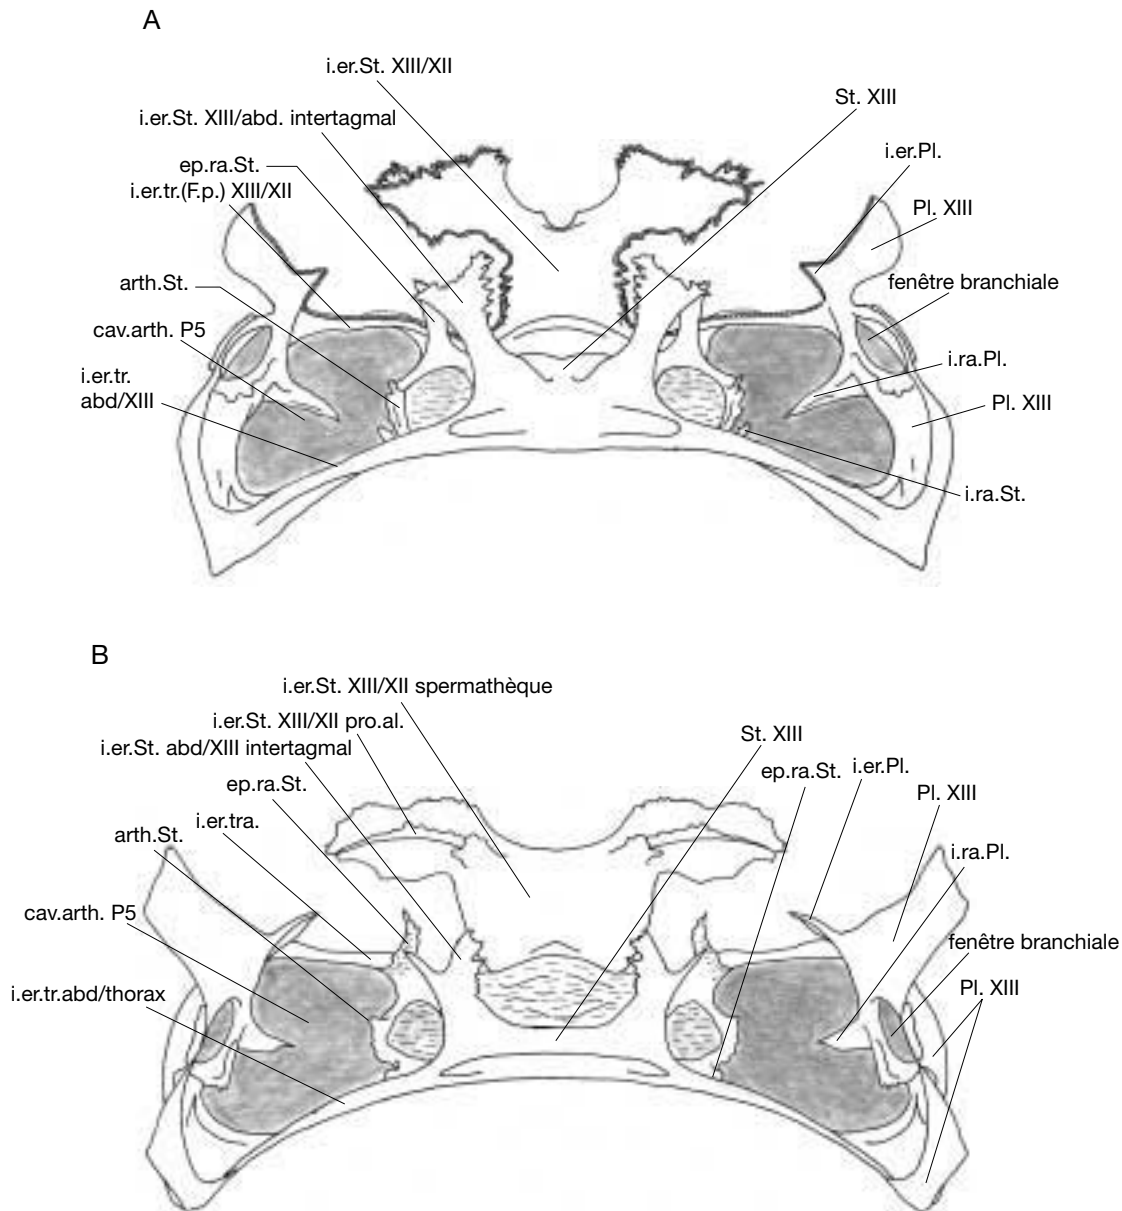 A
i.er.St. XIII/XII
St. XIII
i.er.St. XIII/abd. intertagmal
i.er.Pl.
ep.ra.St.
i.er.tr.(F.p.) XIII/XII
Pl. XIII
arth.St.
fenêtre branchiale
cav.arth. P5
i.ra.Pl.
i.er.tr.
abd/XIII
Pl. XIII
i.ra.St.
B
i.er.St. XIII/XII spermathèque
i.er.St. XIII/XII pro.al.
St. XIII
i.er.St. abd/XIII intertagmal
ep.ra.St.
i.er.Pl.
ep.ra.St.
Pl. XIII
i.er.tra.
arth.St.
i.ra.Pl.
cav.arth. P5
fenêtre branchiale
i.er.tr.abd/thorax
Pl. XIII